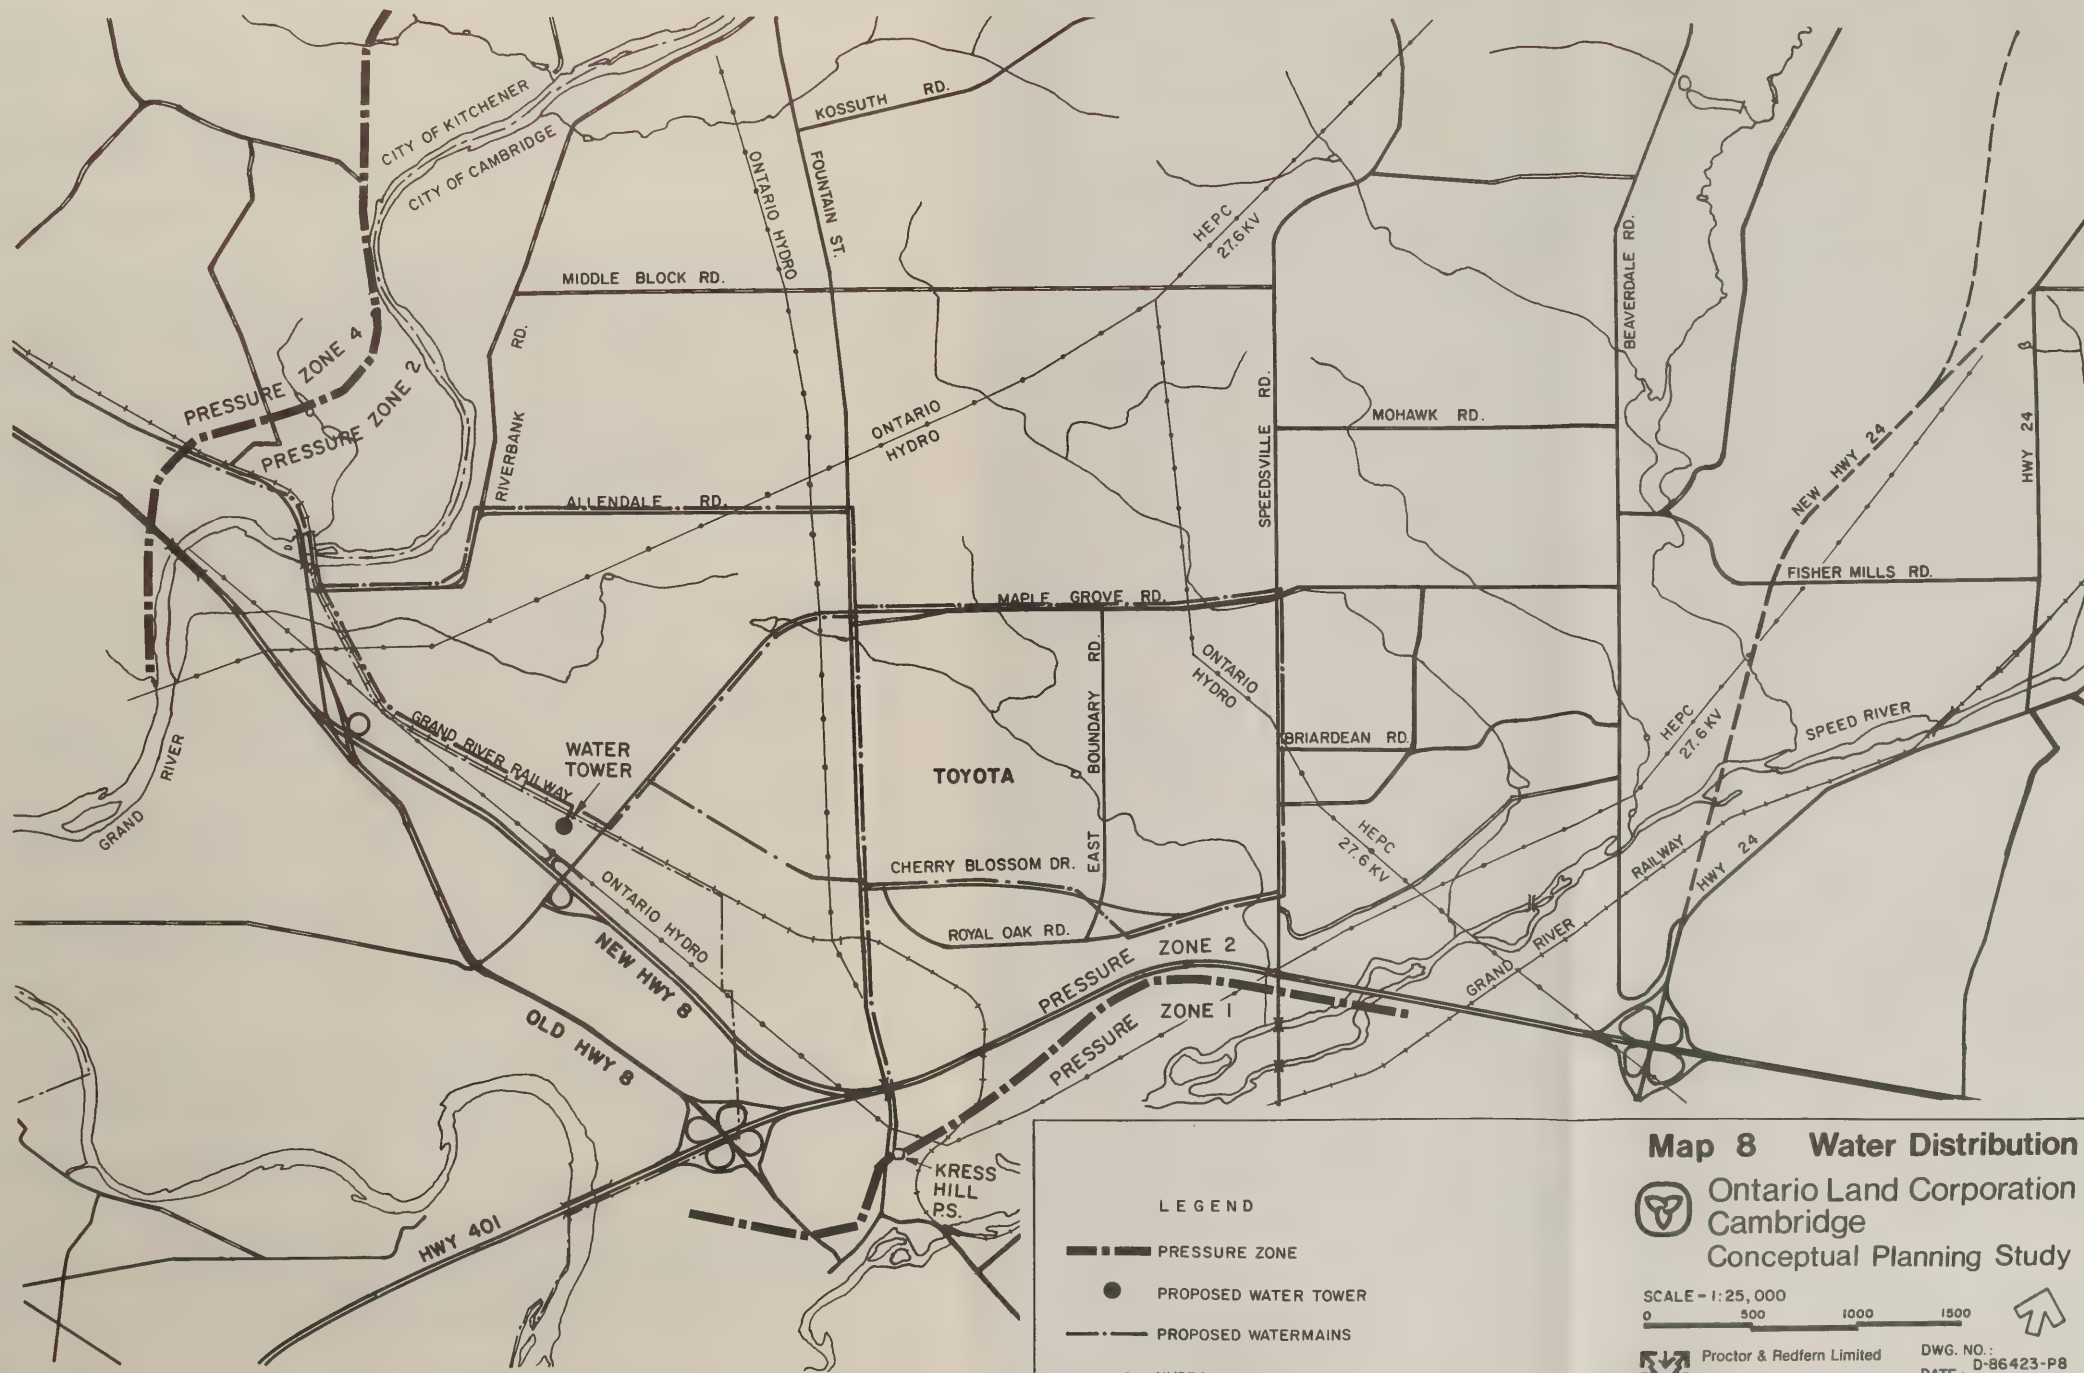 CITY OF KITCHENER
CITY OF CAMBRIDGE
KOSSUTH RD.
ONTARIO HYDRO
FOUNTAIN ST.
HEPC
27.6 KV
BEAVERDALE RD.
MIDDLE BLOCK RD.
RIVERBANK RD.
PRESSURE ZONE 4
PRESSURE ZONE 2
ONTARIO
HYDRO
SPEEDSVILLE RD.
MOHAWK RD.
NEW HWY 24
HWY 24
ALLENDALE RD.
FISHER MILLS RD.
MAPLE GROVE RD.
EAST BOUNDARY RD.
ONTARIO
HYDRO
BRIARDEAN RD.
HEPC
27.6 KV
SPEED RIVER
GRAND RIVER
GRAND RIVER RAILWAY
WATER
TOWER
TOYOTA
HEPC
27.6 KV
CHERRY BLOSSOM DR.
ROYAL OAK RD.
ONTARIO HYDRO
NEW HWY 8
OLD HWY 8
PRESSURE ZONE 2
PRESSURE ZONE 1
GRAND RIVER RAILWAY
HWY 24
KRESS
HILL
P.S.
HWY 401
LEGEND
PRESSURE ZONE
PROPOSED WATER TOWER
PROPOSED WATERMAINS
Map 8 Water Distribution
Ontario Land Corporation
Cambridge
Conceptual Planning Study
SCALE - 1:25,000
0 500 1000 1500
Proctor & Redfern Limited
DWG. NO.:
D-86423-P8